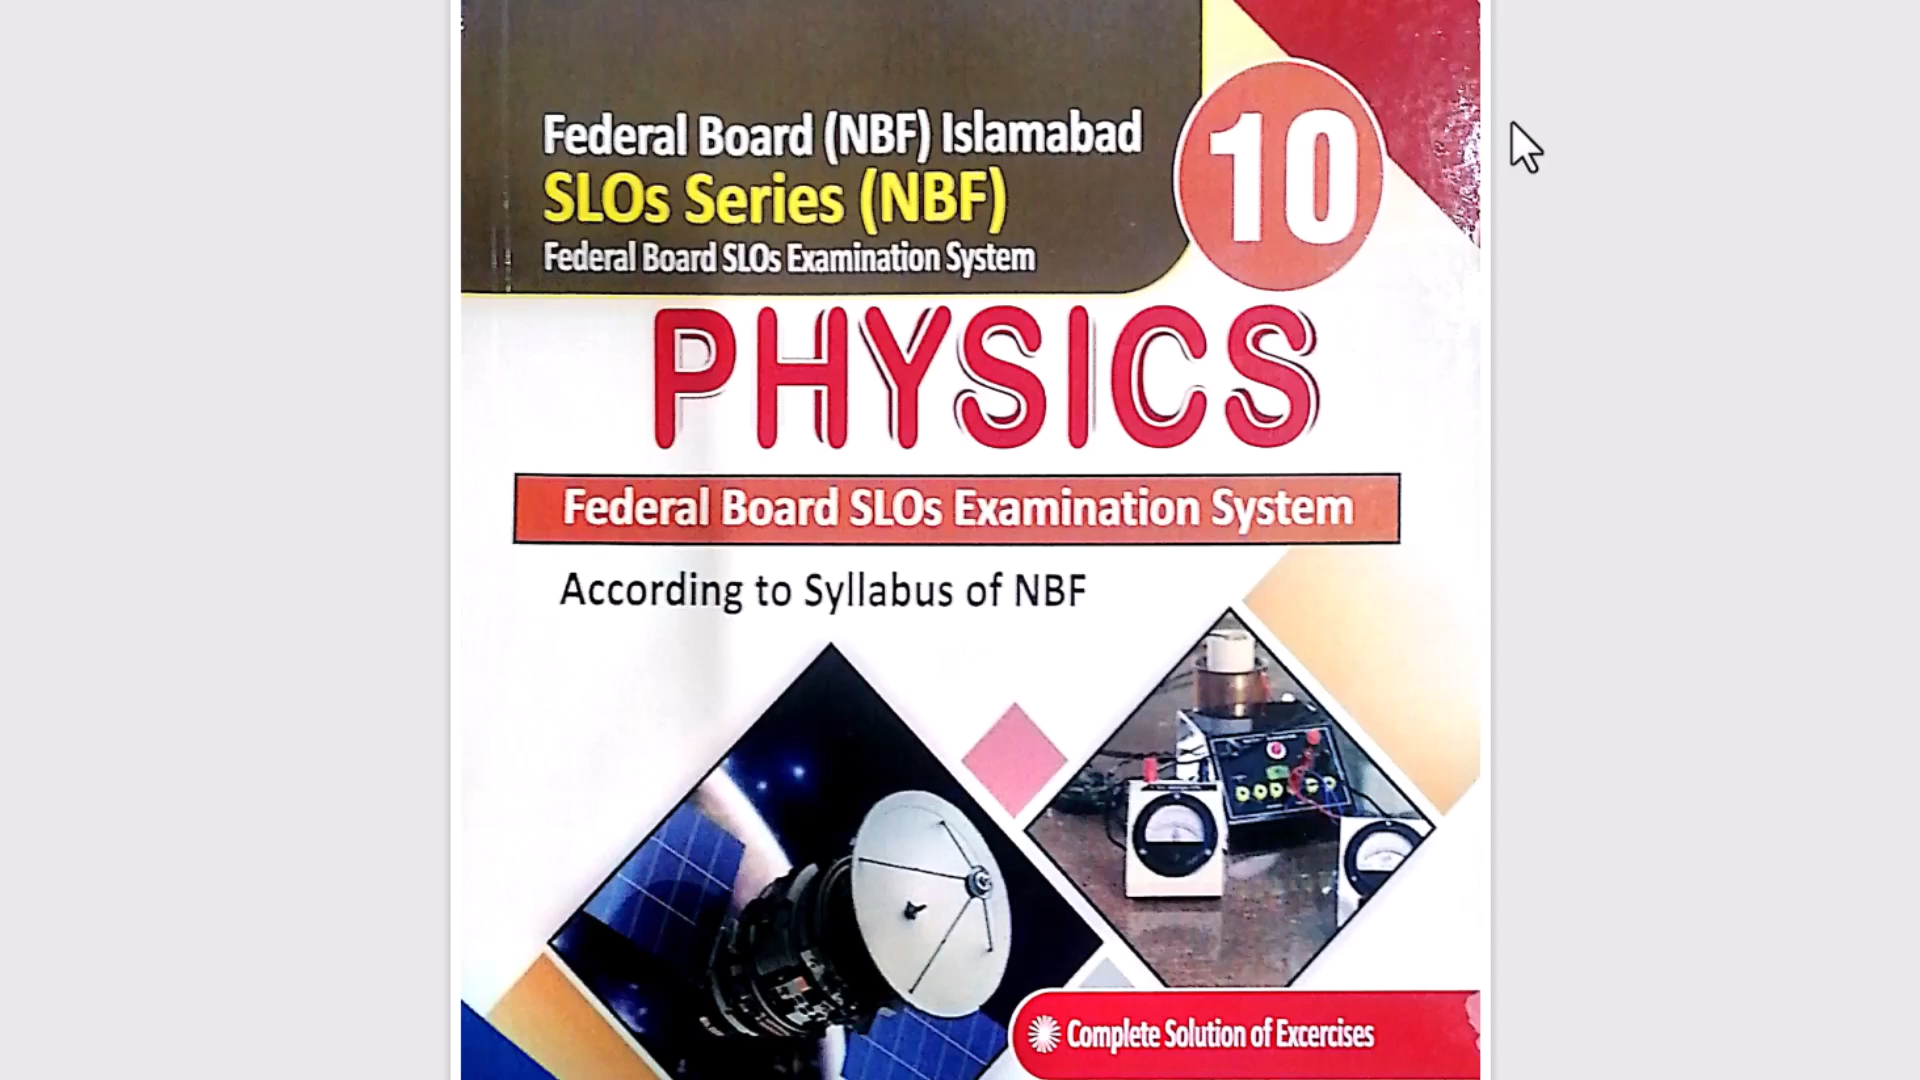 Federal Board (NBF) Islamabad
SLOs Series (NBF)
Federal Board SLOs Examination System
10
PHYSICS
Federal Board SLOs Examination System
According to Syllabus of NBF
Complete Solution of Excercises